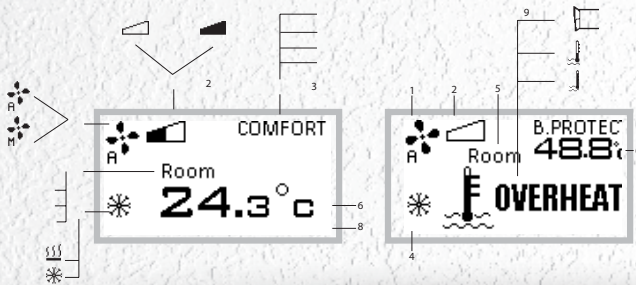 9
2
3
1
2
5
A
M
A
COMFORT
Room
24.3°C
6
8
4
A
B.PROTEC
Room
48.8°
OVERHEAT